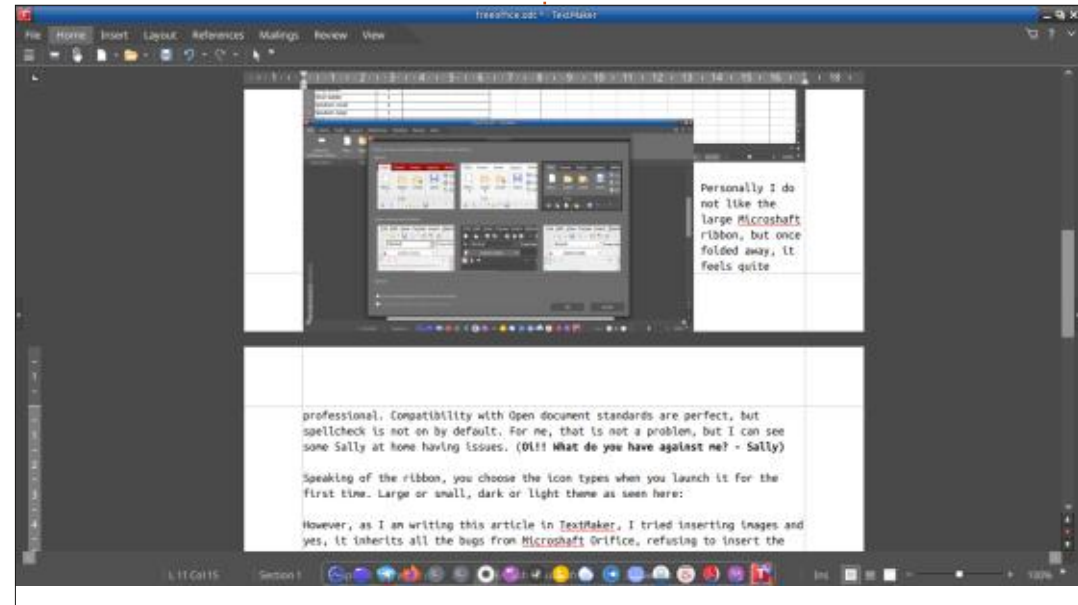 freeoffice.odt * - TextMaker
File Home Insert Layout References Mailings Review View
Personally I do
not like the
large Microshaft
ribbon, but once
folded away, it
feels quite
professional. Compatibility with Open document standards are perfect, but
spellcheck is not on by default. For me, that is not a problem, but I can see
some Sally at home having issues. (Oi!! What do you have against me? - Sally)
Speaking of the ribbon, you choose the icon types when you launch it for the
first time. Large or small, dark or light theme as seen here:
However, as I am writing this article in TextMaker, I tried inserting images and
yes, it inherits all the bugs from Microshaft Orifice, refusing to insert the
L 11 Col 15 Section 1 Ins 100%